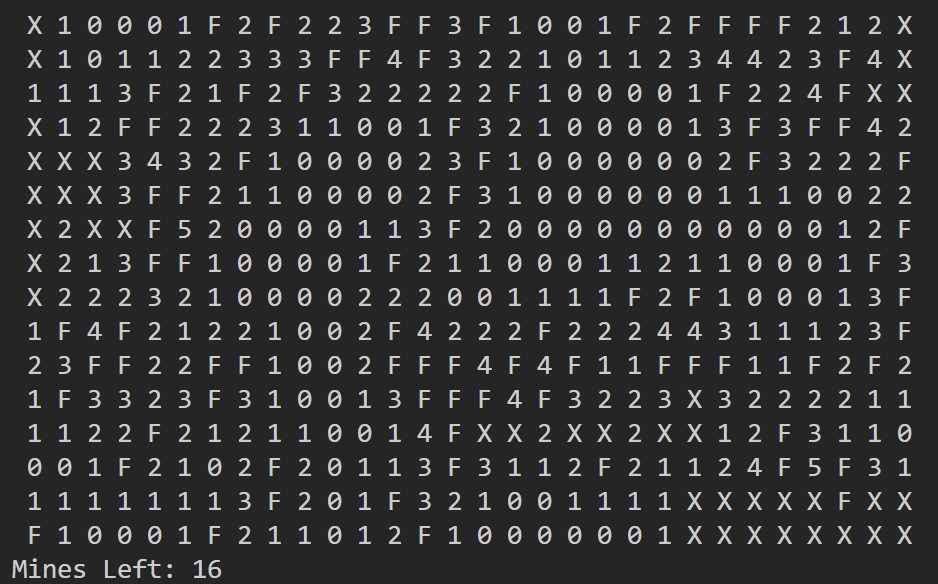 X 1 0 0 0 1 F 2 F 2 2 3 F F 3 F 1 0 0 1 F 2 F F F F 2 1 2 X
X 1 0 1 1 2 2 3 3 3 F F 4 F 3 2 2 1 0 1 1 2 3 4 4 2 3 F 4 X
1 1 1 3 F 2 1 F 2 F 3 2 2 2 2 2 F 1 0 0 0 0 1 F 2 2 4 F X X
X 1 2 F F 2 2 2 3 1 1 0 0 1 F 3 2 1 0 0 0 0 1 3 F 3 F F 4 2
X X X 3 4 3 2 F 1 0 0 0 0 2 3 F 1 0 0 0 0 0 0 2 F 3 2 2 2 F
X X X 3 F F 2 1 1 0 0 0 0 2 F 3 1 0 0 0 0 0 0 1 1 1 0 0 2 2
X 2 X X F 5 2 0 0 0 0 1 1 3 F 2 0 0 0 0 0 0 0 0 0 0 0 1 2 F
X 2 1 3 F F 1 0 0 0 0 1 F 2 1 1 0 0 0 1 1 2 1 1 0 0 0 1 F 3
X 2 2 2 3 2 1 0 0 0 0 2 2 2 0 0 1 1 1 1 F 2 F 1 0 0 0 1 3 F
1 F 4 F 2 1 2 2 1 0 0 2 F 4 2 2 2 F 2 2 2 4 4 3 1 1 1 2 3 F
2 3 F F 2 2 F F 1 0 0 2 F F F 4 F 4 F 1 1 F F F 1 1 F 2 F 2
1 F 3 3 2 3 F 3 1 0 0 1 3 F F F 4 F 3 2 2 3 X 3 2 2 2 2 1 1
1 1 2 2 F 2 1 2 1 1 0 0 1 4 F X X 2 X X 2 X X 1 2 F 3 1 1 0
0 0 1 F 2 1 0 2 F 2 0 1 1 3 F 3 1 1 2 F 2 1 1 2 4 F 5 F 3 1
1 1 1 1 1 1 1 3 F 2 0 1 F 3 2 1 0 0 1 1 1 1 X X X X X F X X
F 1 0 0 0 1 F 2 1 1 0 1 2 F 1 0 0 0 0 0 0 1 X X X X X X X X
Mines Left: 16